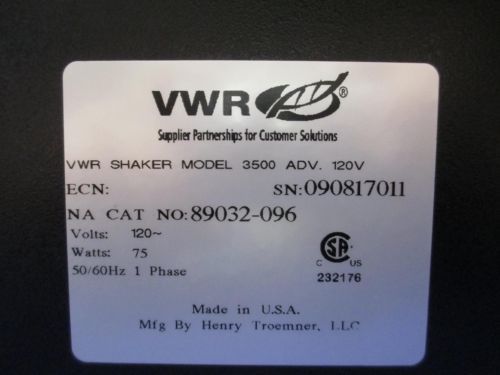 VWR ®
Supplier Partnerships for Customer Solutions
VWR SHAKER MODEL 3500 ADV. 120V
ECN: SN:090817011
NA CAT NO:89032-096
Volts: 120~
Watts: 75
50/60Hz 1 Phase
CSA
C US
232176
Made in U.S.A.
Mfg By Henry Troemner, LLC